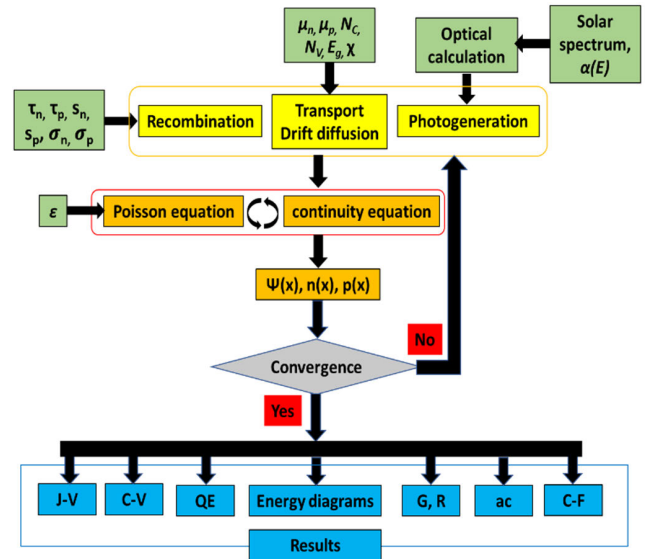 μn, μp, NC,
NV, Eg, χ
Optical
calculation
Solar
spectrum,
α(E)
τn, τp, sn,
sp, σn, σp
Recombination
Transport
Drift diffusion
Photogeneration
ε
Poisson equation
continuity equation
Ψ(x), n(x), p(x)
Convergence
No
Yes
J-V
C-V
QE
Energy diagrams
G, R
ac
C-F
Results